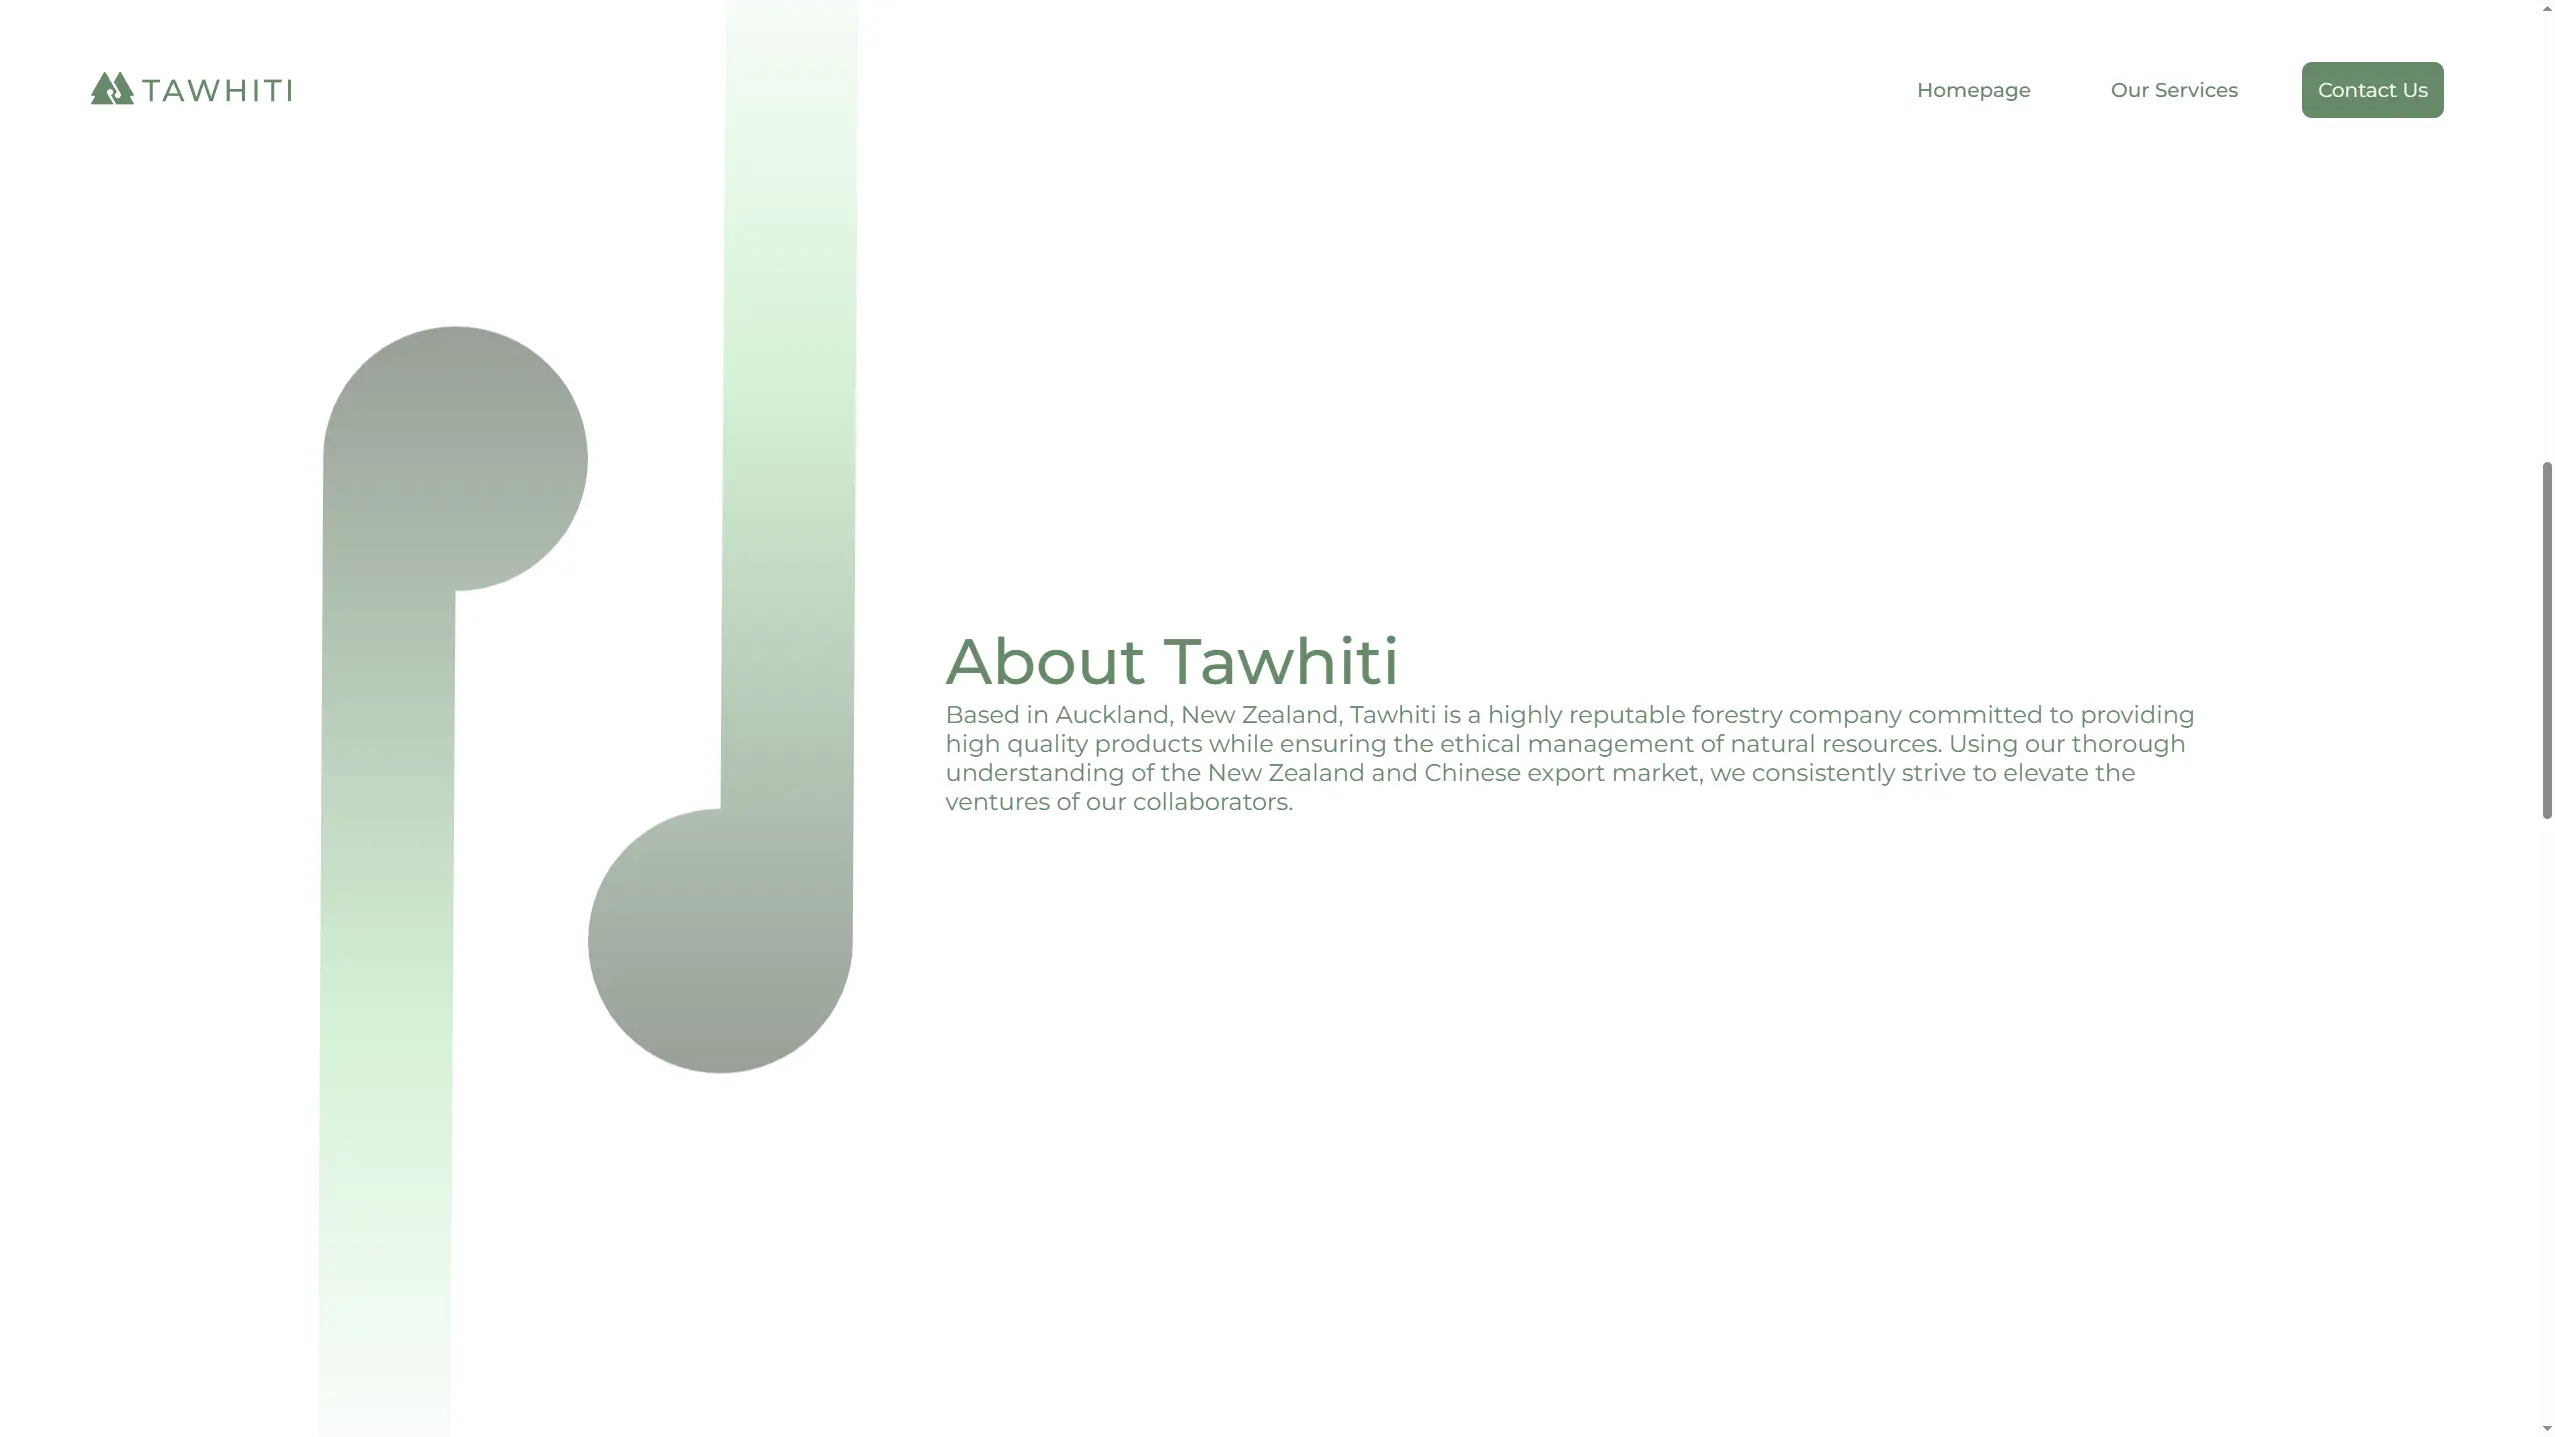 TAWHITI
Homepage
Our Services
Contact Us
About Tawhiti
Based in Auckland, New Zealand, Tawhiti is a highly reputable forestry company committed to providing
high quality products while ensuring the ethical management of natural resources. Using our thorough
understanding of the New Zealand and Chinese export market, we consistently strive to elevate the
ventures of our collaborators.